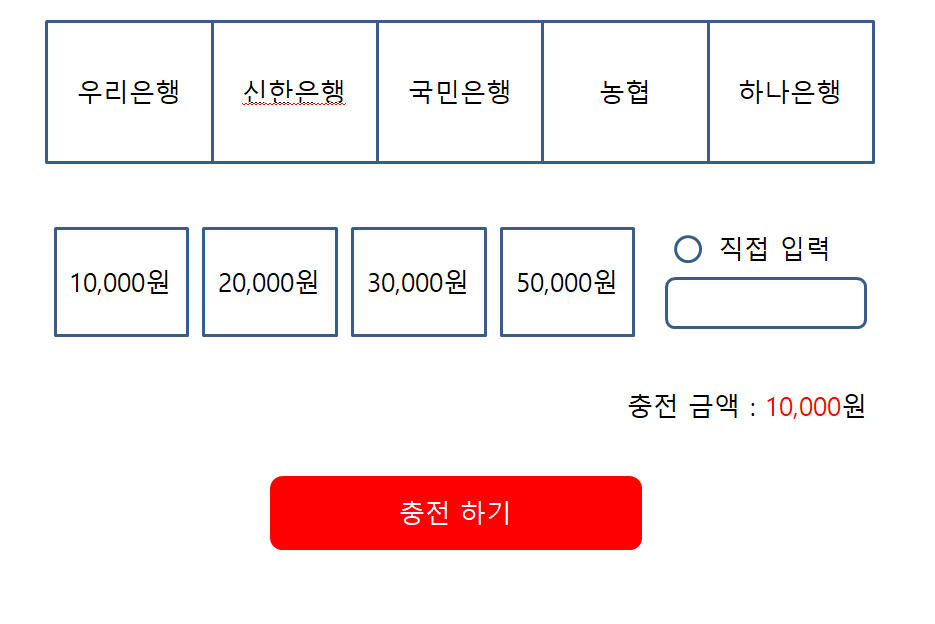 우리은행 신한은행 국민은행 농협 하나은행
직접 입력
10,000원 20,000원 30,000원 50,000원
충전 금액 : 10,000원
충전 하기